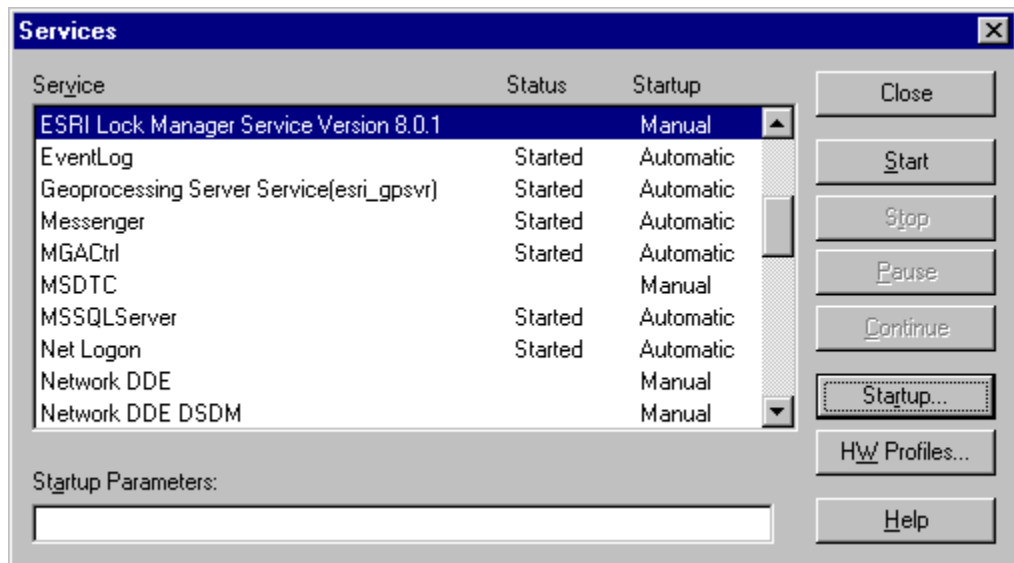 Services
Service Status Startup
ESRI Lock Manager Service Version 8.0.1 Manual
EventLog Started Automatic
Geoprocessing Server Service(esri_gpsvr) Started Automatic
Messenger Started Automatic
MGACtrl Started Automatic
MSDTC Manual
MSSQLServer Started Automatic
Net Logon Started Automatic
Network DDE Manual
Network DDE DSDM Manual
Startup Parameters:
Close
Start
Stop
Pause
Continue
Startup...
HW Profiles...
Help